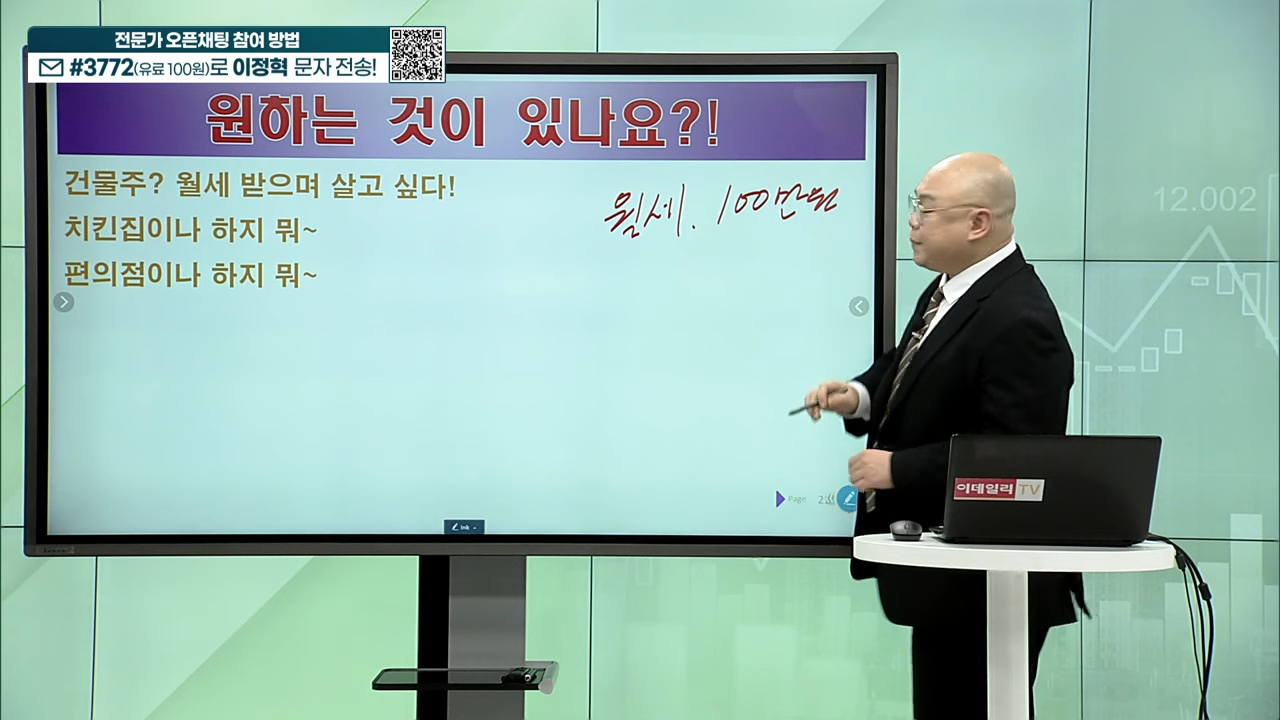 전문가 오픈채팅 참여 방법
#3772(유료 100원)로 이정혁 문자 전송!
원하는 것이 있나요?!
건물주? 월세 받으며 살고 싶다!
월세. 100만원
치킨집이나 하지 뭐~
편의점이나 하지 뭐~
12.002
Page 2
Ink
이데일리TV